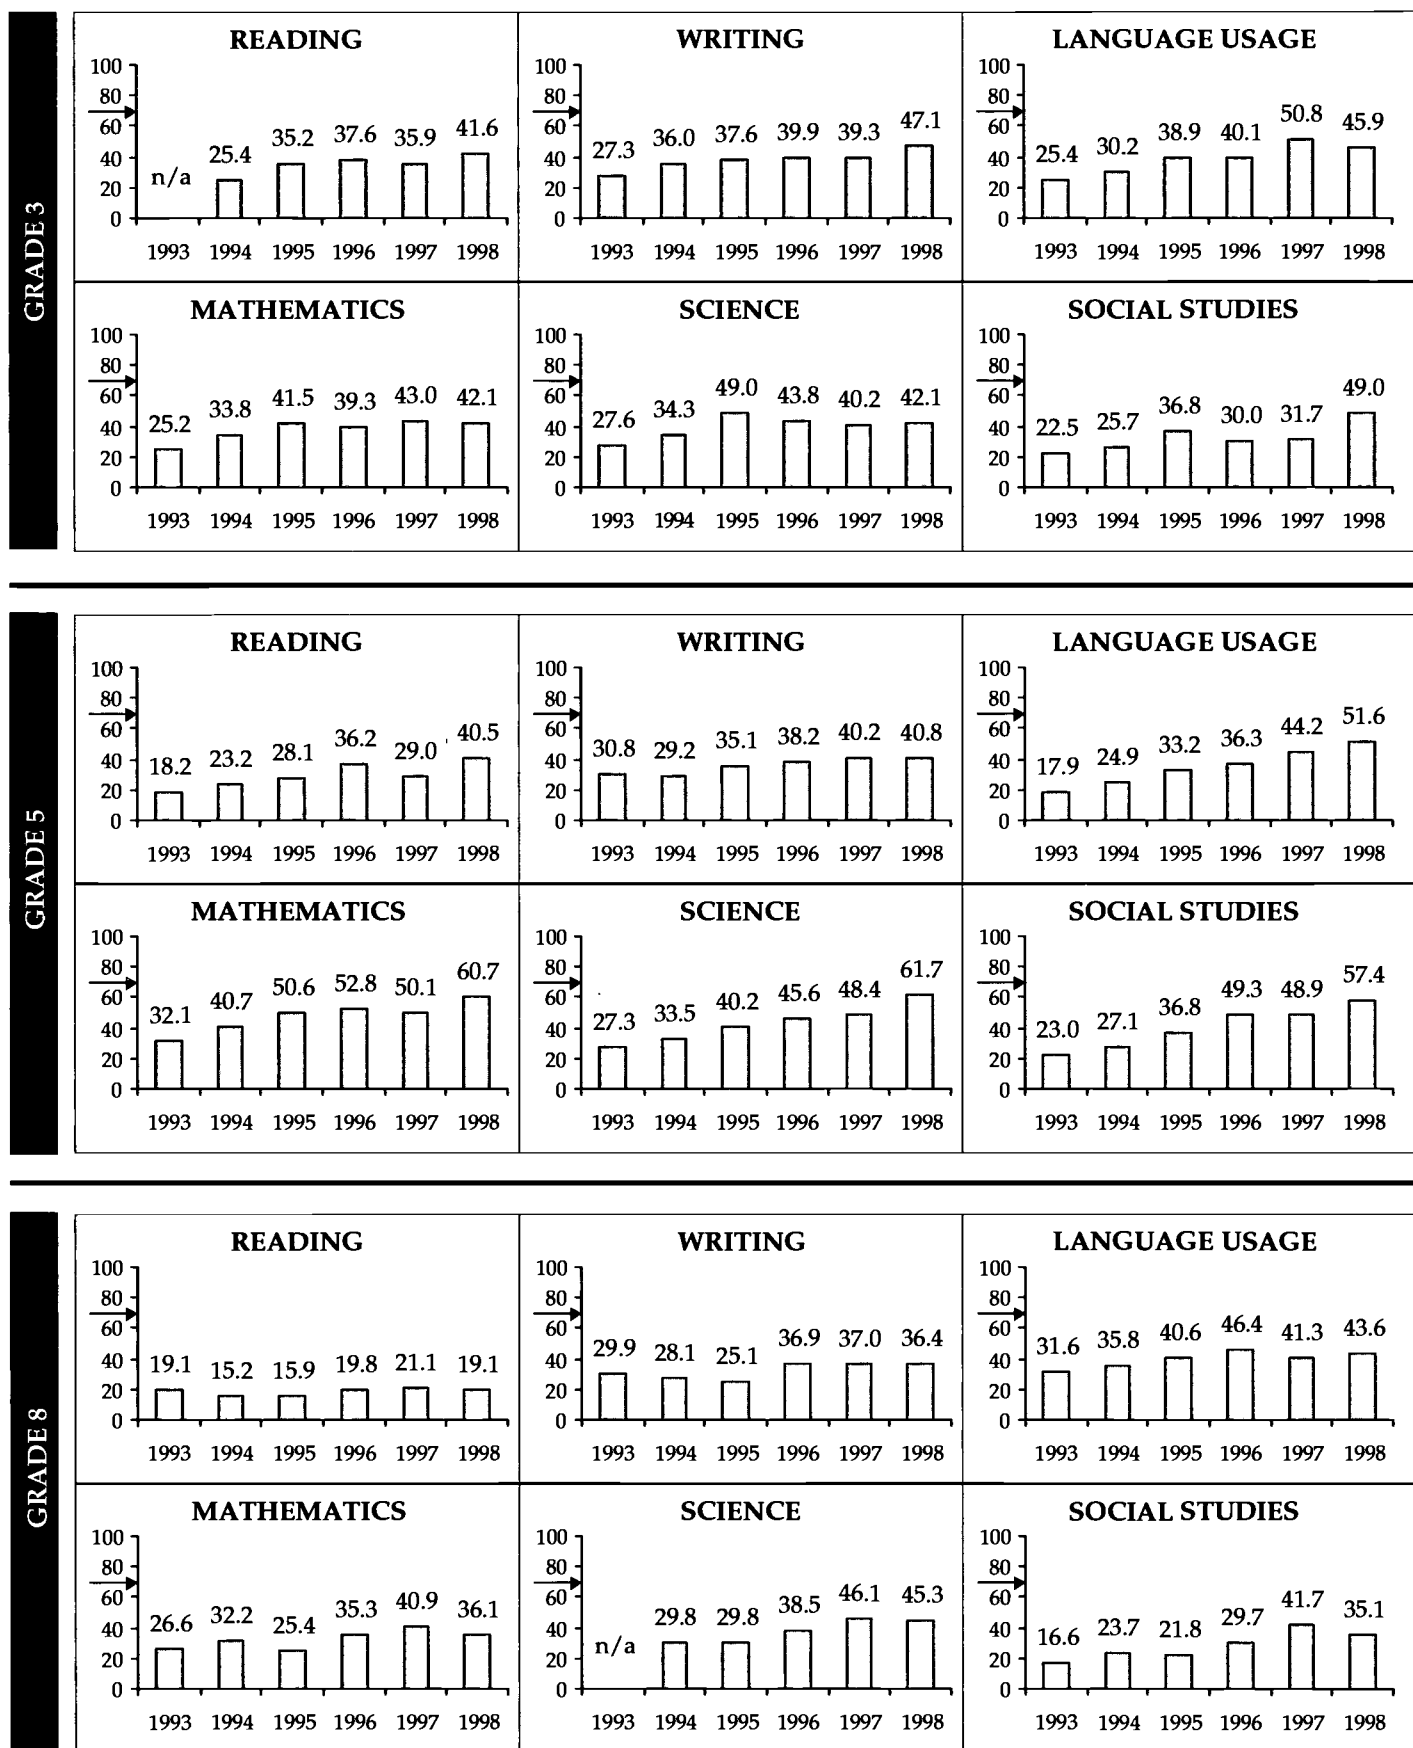 GRADE 3
READING
100
80
60
40
20
0
n/a 25.4 35.2 37.6 35.9 41.6
1993 1994 1995 1996 1997 1998
WRITING
100
80
60
40
20
0
27.3 36.0 37.6 39.9 39.3 47.1
1993 1994 1995 1996 1997 1998
LANGUAGE USAGE
100
80
60
40
20
0
25.4 30.2 38.9 40.1 50.8 45.9
1993 1994 1995 1996 1997 1998
MATHEMATICS
100
80
60
40
20
0
25.2 33.8 41.5 39.3 43.0 42.1
1993 1994 1995 1996 1997 1998
SCIENCE
100
80
60
40
20
0
27.6 34.3 49.0 43.8 40.2 42.1
1993 1994 1995 1996 1997 1998
SOCIAL STUDIES
100
80
60
40
20
0
22.5 25.7 36.8 30.0 31.7 49.0
1993 1994 1995 1996 1997 1998
GRADE 5
READING
100
80
60
40
20
0
18.2 23.2 28.1 36.2 29.0 40.5
1993 1994 1995 1996 1997 1998
WRITING
100
80
60
40
20
0
30.8 29.2 35.1 38.2 40.2 40.8
1993 1994 1995 1996 1997 1998
LANGUAGE USAGE
100
80
60
40
20
0
17.9 24.9 33.2 36.3 44.2 51.6
1993 1994 1995 1996 1997 1998
MATHEMATICS
100
80
60
40
20
0
32.1 40.7 50.6 52.8 50.1 60.7
1993 1994 1995 1996 1997 1998
SCIENCE
100
80
60
40
20
0
27.3 33.5 40.2 45.6 48.4 61.7
1993 1994 1995 1996 1997 1998
SOCIAL STUDIES
100
80
60
40
20
0
23.0 27.1 36.8 49.3 48.9 57.4
1993 1994 1995 1996 1997 1998
GRADE 8
READING
100
80
60
40
20
0
19.1 15.2 15.9 19.8 21.1 19.1
1993 1994 1995 1996 1997 1998
WRITING
100
80
60
40
20
0
29.9 28.1 25.1 36.9 37.0 36.4
1993 1994 1995 1996 1997 1998
LANGUAGE USAGE
100
80
60
40
20
0
31.6 35.8 40.6 46.4 41.3 43.6
1993 1994 1995 1996 1997 1998
MATHEMATICS
100
80
60
40
20
0
26.6 32.2 25.4 35.3 40.9 36.1
1993 1994 1995 1996 1997 1998
SCIENCE
100
80
60
40
20
0
n/a 29.8 29.8 38.5 46.1 45.3
1993 1994 1995 1996 1997 1998
SOCIAL STUDIES
100
80
60
40
20
0
16.6 23.7 21.8 29.7 41.7 35.1
1993 1994 1995 1996 1997 1998